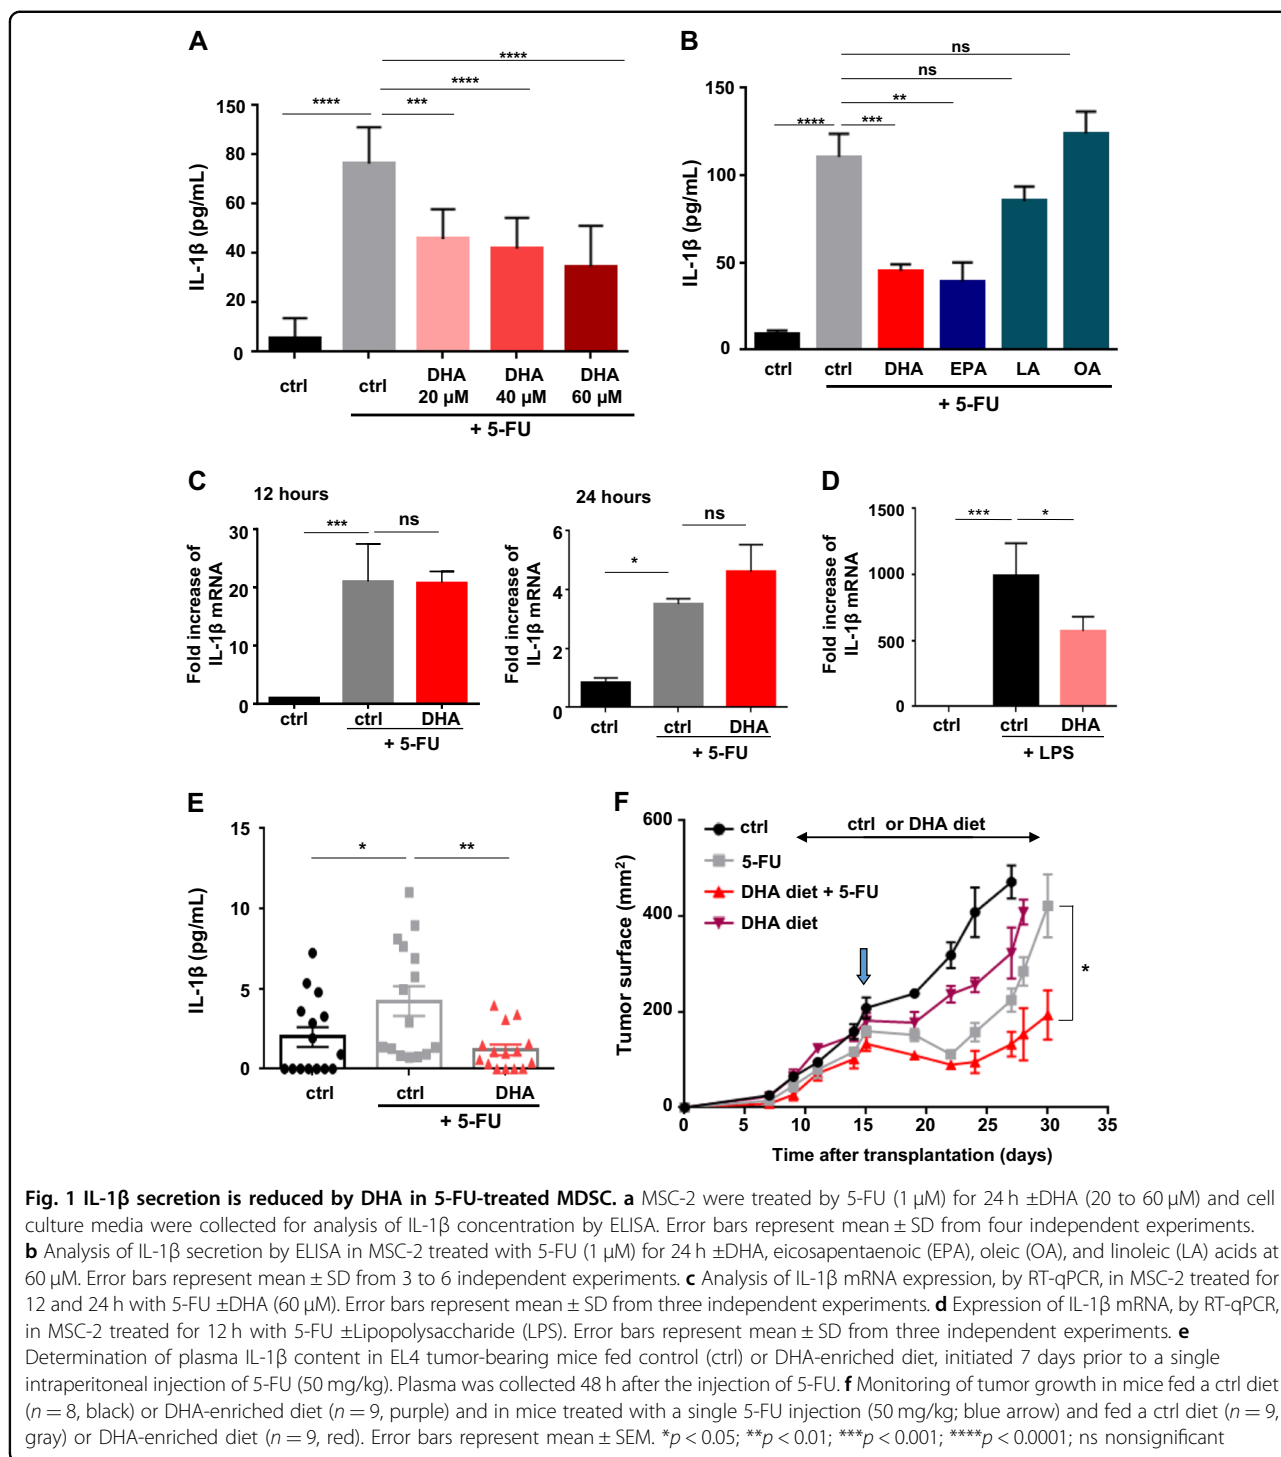 A
IL-1β (pg/mL)
150
80
60
40
20
0
****
***
****
****
ctrl
ctrl
DHA
20 µM
DHA
40 µM
DHA
60 µM
+ 5-FU
B
IL-1β (pg/mL)
150
100
50
0
****
***
**
ns
ns
ctrl
ctrl
DHA
EPA
LA
OA
+ 5-FU
C
12 hours
Fold increase of
IL-1β mRNA
30
20
10
0
***
ns
ctrl
ctrl
DHA
+ 5-FU
24 hours
Fold increase of
IL-1β mRNA
6
4
2
0
*
ns
ctrl
ctrl
DHA
+ 5-FU
D
Fold increase of
IL-1β mRNA
1500
1000
500
0
***
*
ctrl
ctrl
DHA
+ LPS
E
IL-1β (pg/mL)
15
10
5
0
*
**
ctrl
ctrl
DHA
+ 5-FU
F
Tumor surface (mm²)
600
400
200
0
ctrl
5-FU
DHA diet + 5-FU
DHA diet
ctrl or DHA diet
*
0
5
10
15
20
25
30
35
Time after transplantation (days)
Fig. 1 IL-1β secretion is reduced by DHA in 5-FU-treated MDSC. a MSC-2 were treated by 5-FU (1 µM) for 24 h ±DHA (20 to 60 µM) and cell
culture media were collected for analysis of IL-1β concentration by ELISA. Error bars represent mean ± SD from four independent experiments.
b Analysis of IL-1β secretion by ELISA in MSC-2 treated with 5-FU (1 µM) for 24 h ±DHA, eicosapentaenoic (EPA), oleic (OA), and linoleic (LA) acids at
60 µM. Error bars represent mean ± SD from 3 to 6 independent experiments. c Analysis of IL-1β mRNA expression, by RT-qPCR, in MSC-2 treated for
12 and 24 h with 5-FU ±DHA (60 µM). Error bars represent mean ± SD from three independent experiments. d Expression of IL-1β mRNA, by RT-qPCR,
in MSC-2 treated for 12 h with 5-FU ±Lipopolysaccharide (LPS). Error bars represent mean ± SD from three independent experiments. e
Determination of plasma IL-1β content in EL4 tumor-bearing mice fed control (ctrl) or DHA-enriched diet, initiated 7 days prior to a single
intraperitoneal injection of 5-FU (50 mg/kg). Plasma was collected 48 h after the injection of 5-FU. f Monitoring of tumor growth in mice fed a ctrl diet
(n = 8, black) or DHA-enriched diet (n = 9, purple) and in mice treated with a single 5-FU injection (50 mg/kg; blue arrow) and fed a ctrl diet (n = 9,
gray) or DHA-enriched diet (n = 9, red). Error bars represent mean ± SEM. *p < 0.05; **p < 0.01; ***p < 0.001; ****p < 0.0001; ns nonsignificant